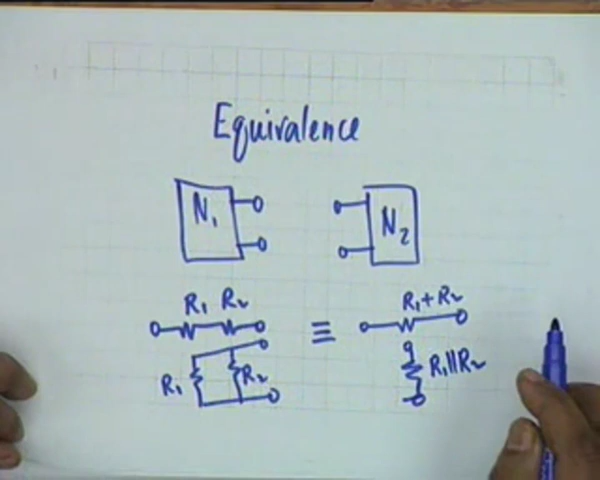 Equivalence
N₁ N₂
R₁ R₂ ≡ R₁+R₂
R₁ R₂ R₁||R₂